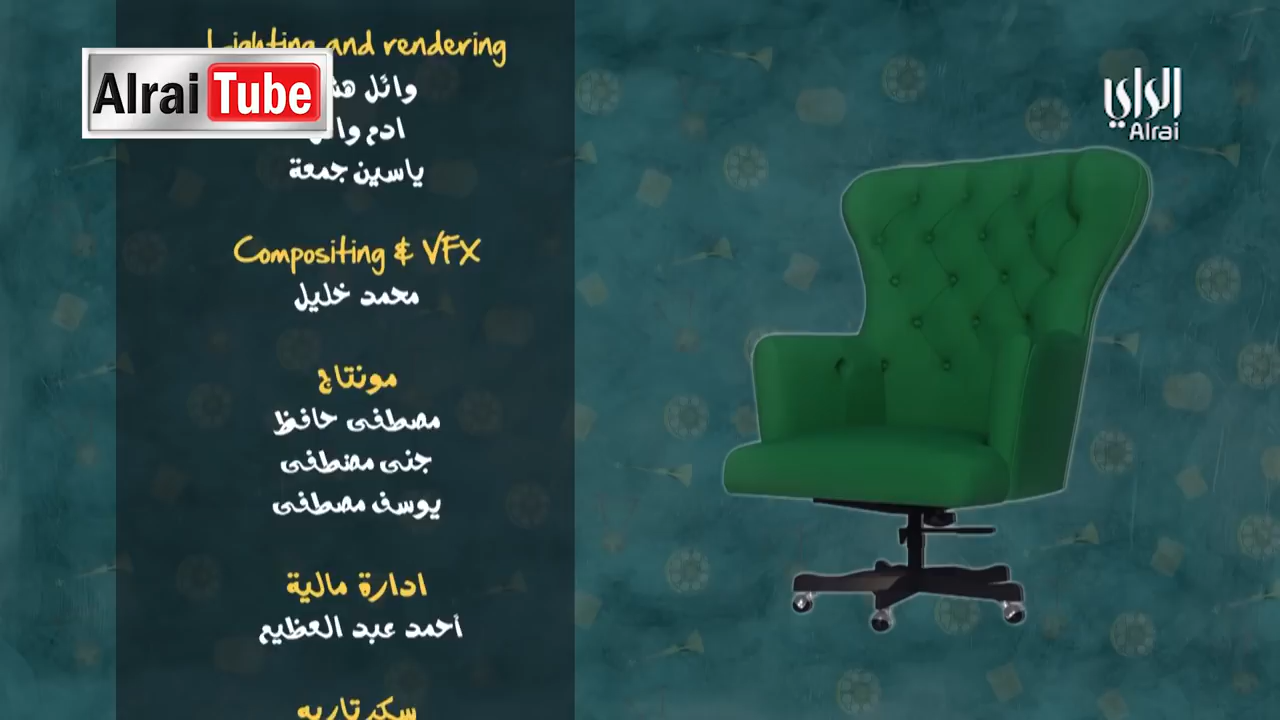 Lighting and rendering
Alrai Tube
الراي
Alrai
وائل
ادم
ياسين جمعة
Compositing & VFX
محمد خليل
مونتاج
مصطفى حافظ
جنى مصطفى
يوسف مصطفى
ادارة مالية
أحمد عبد العظيم
سكرتاريه